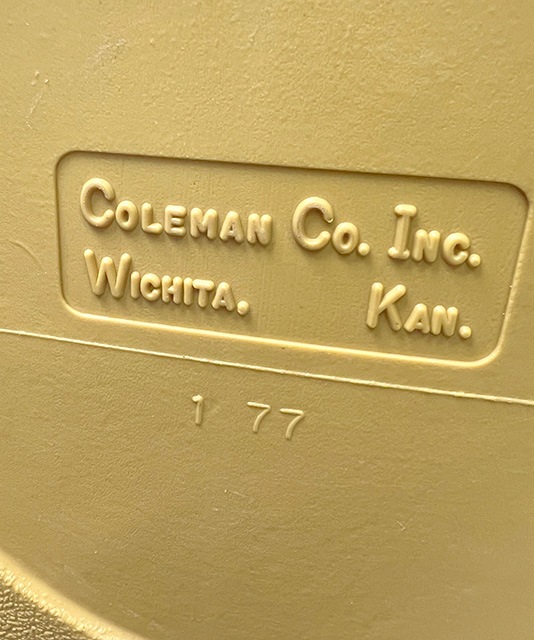 Coleman Co. Inc.
Wichita. Kan.
1 77